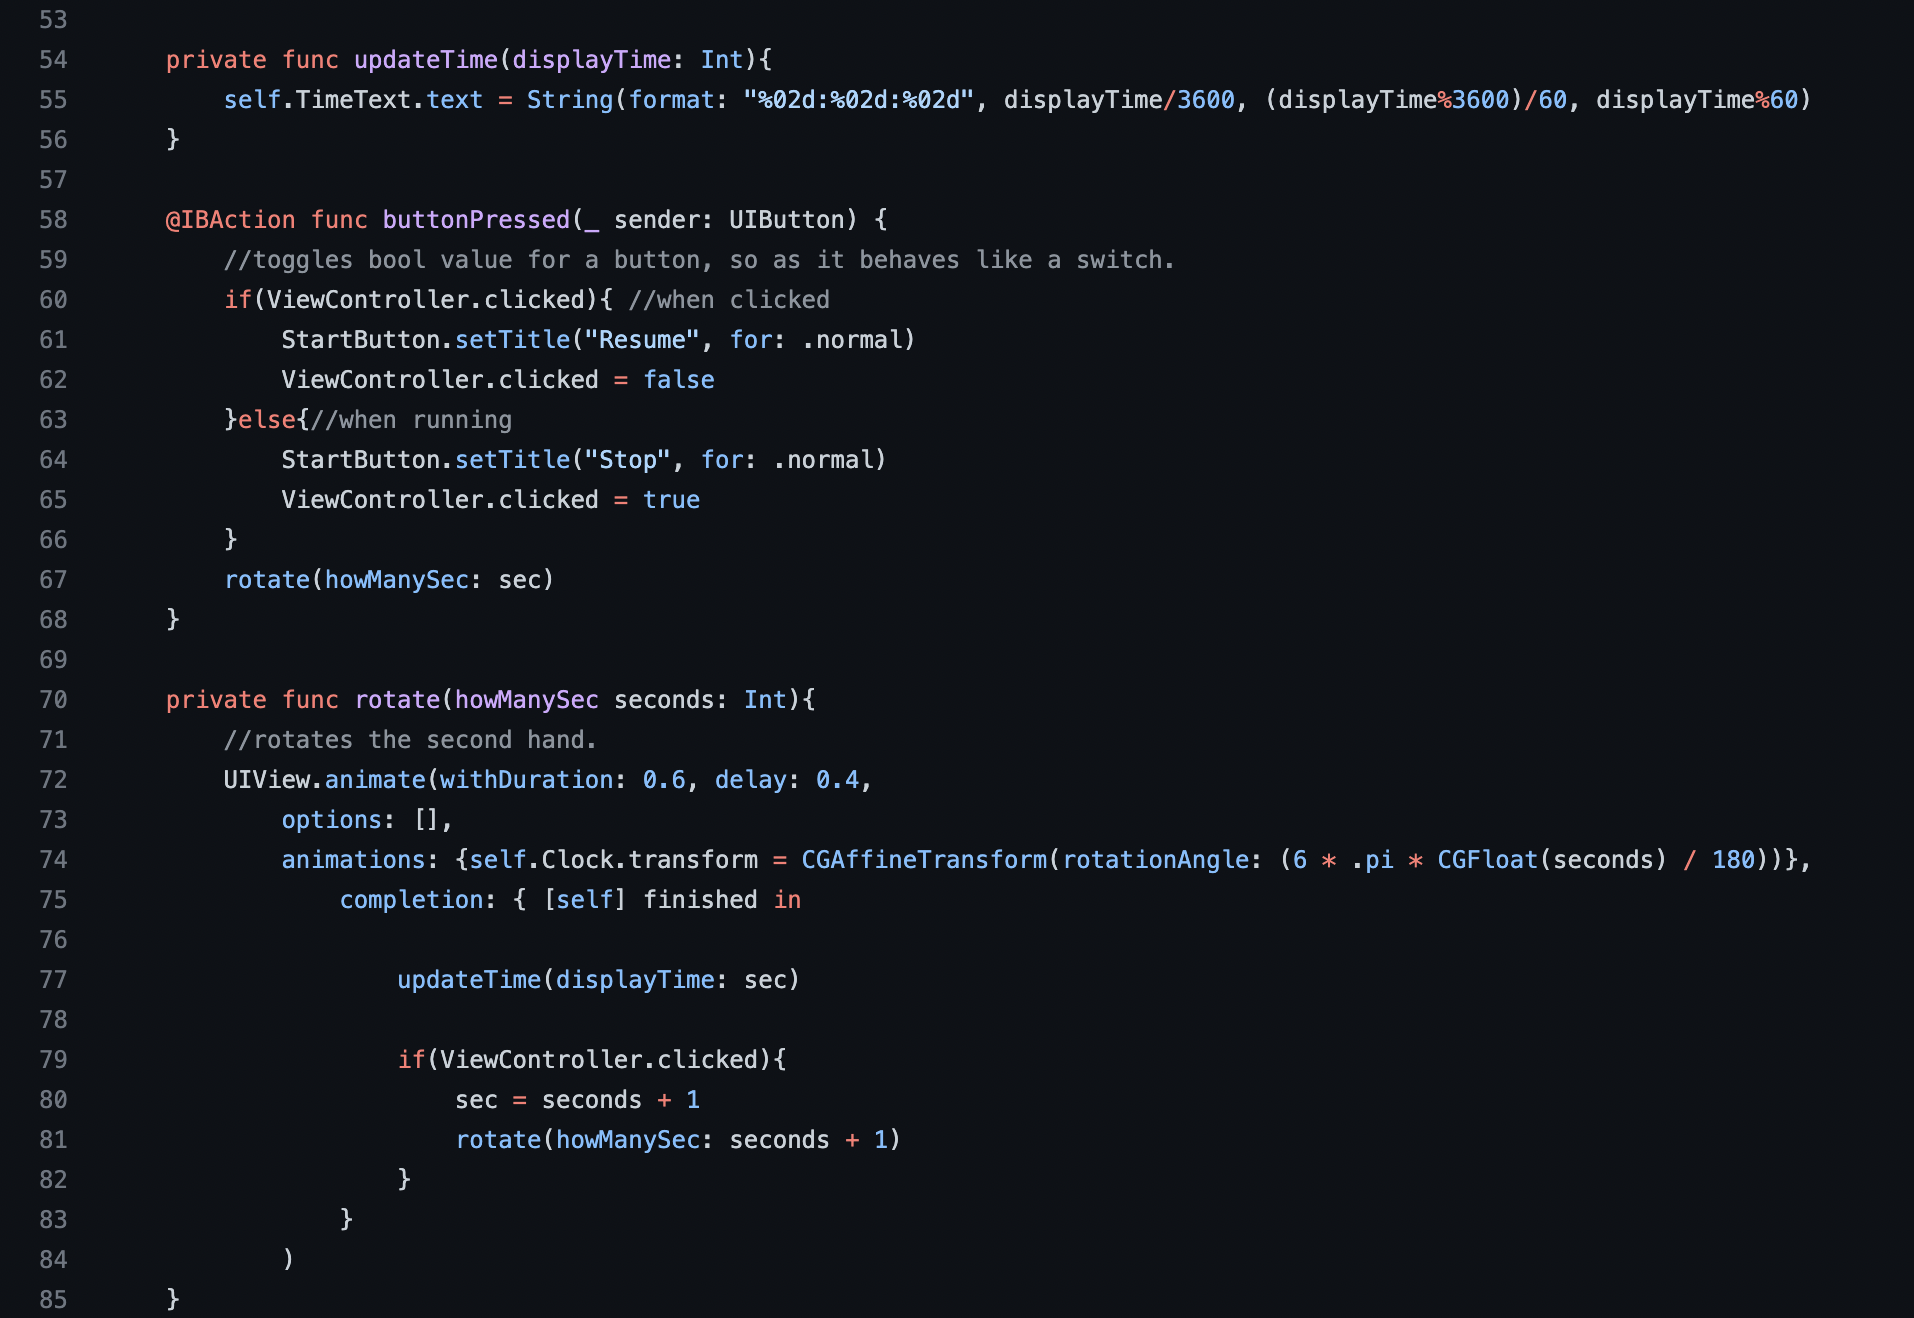 53
54 private func updateTime(displayTime: Int){
55 self.TimeText.text = String(format: "%02d:%02d:%02d", displayTime/3600, (displayTime%3600)/60, displayTime%60)
56 }
57
58 @IBAction func buttonPressed(_ sender: UIButton) {
59 //toggles bool value for a button, so as it behaves like a switch.
60 if(ViewController.clicked){ //when clicked
61 StartButton.setTitle("Resume", for: .normal)
62 ViewController.clicked = false
63 }else{//when running
64 StartButton.setTitle("Stop", for: .normal)
65 ViewController.clicked = true
66 }
67 rotate(howManySec: sec)
68 }
69
70 private func rotate(howManySec seconds: Int){
71 //rotates the second hand.
72 UIView.animate(withDuration: 0.6, delay: 0.4,
73 options: [],
74 animations: {self.Clock.transform = CGAffineTransform(rotationAngle: (6 * .pi * CGFloat(seconds) / 180))},
75 completion: { [self] finished in
76
77 updateTime(displayTime: sec)
78
79 if(ViewController.clicked){
80 sec = seconds + 1
81 rotate(howManySec: seconds + 1)
82 }
83 }
84 )
85 }